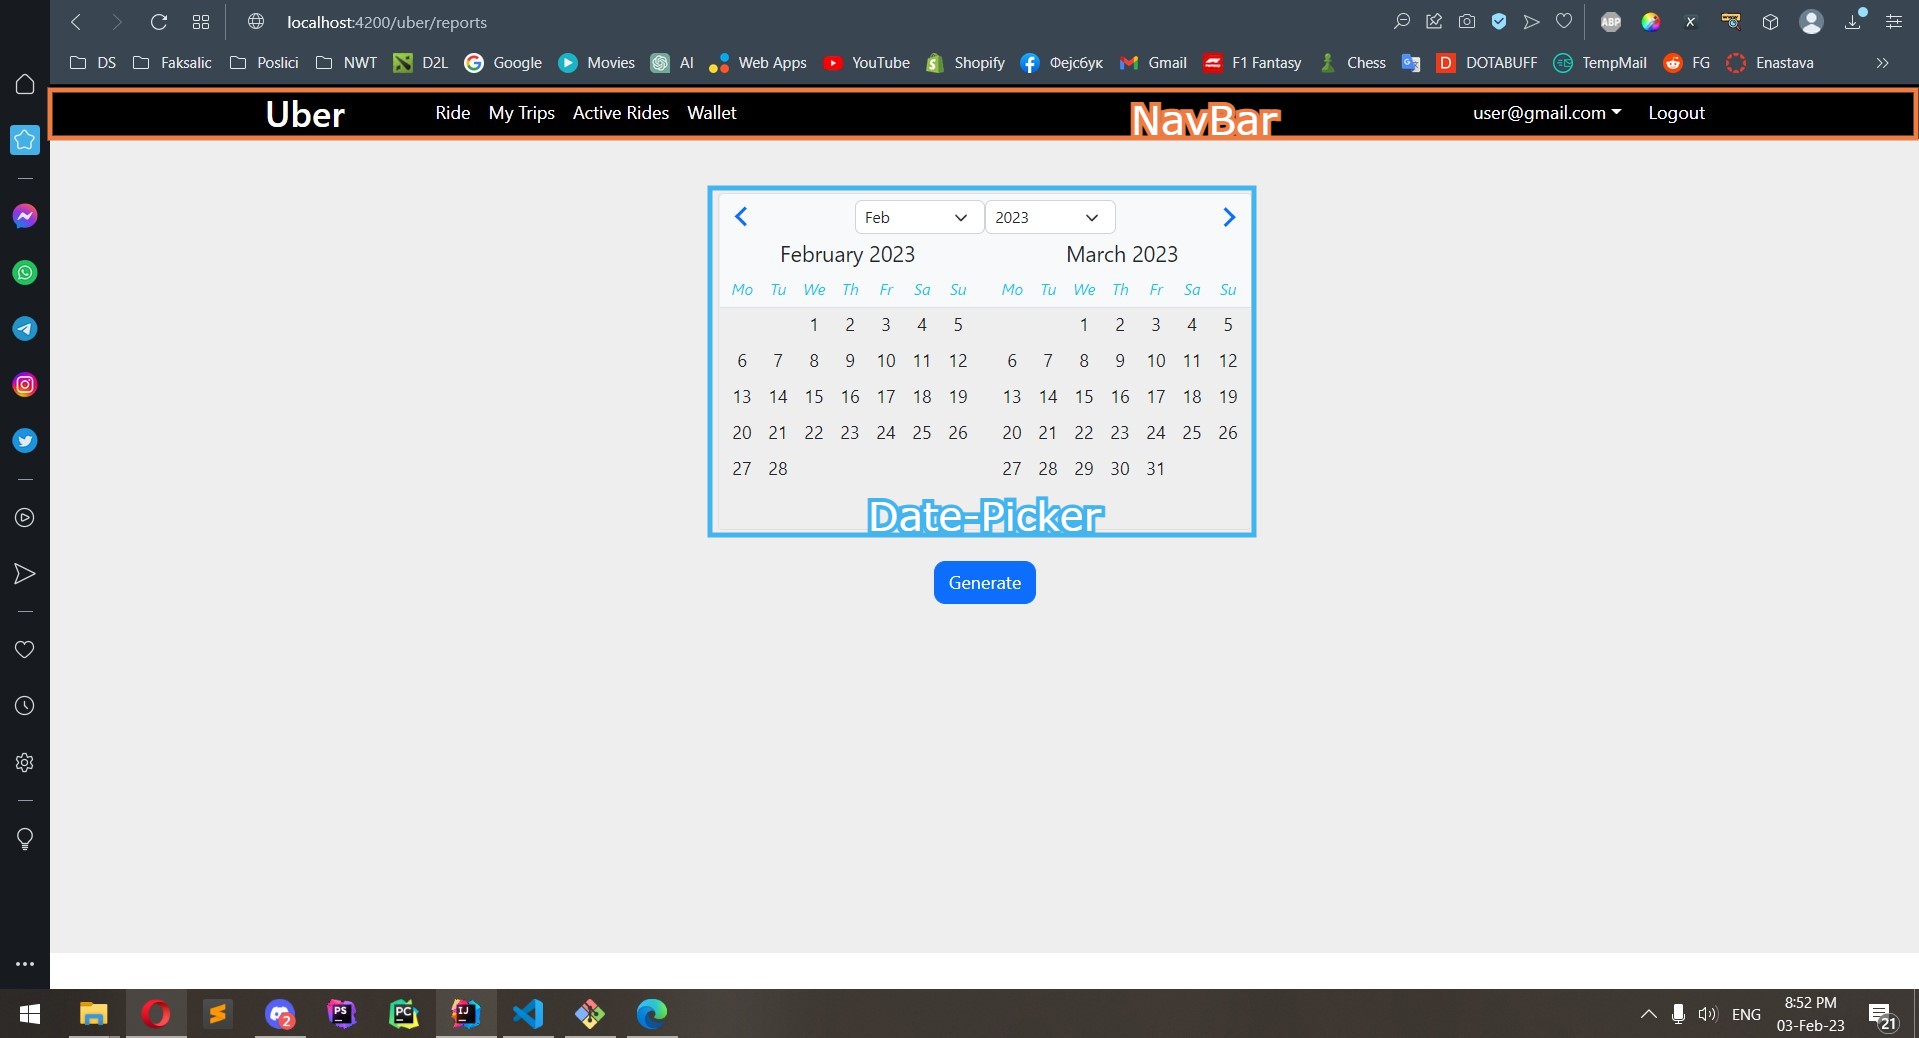 localhost:4200/uber/reports
ABP
DS Faksalic Poslici NWT D2L Google Movies AI Web Apps YouTube Shopify Фејсбук Gmail F1 Fantasy Chess DOTABUFF TempMail FG Enastava
Uber Ride My Trips Active Rides Wallet NavBar user@gmail.com Logout
Feb 2023
February 2023 March 2023
Mo Tu We Th Fr Sa Su Mo Tu We Th Fr Sa Su
1 2 3 4 5 1 2 3 4 5
6 7 8 9 10 11 12 6 7 8 9 10 11 12
13 14 15 16 17 18 19 13 14 15 16 17 18 19
20 21 22 23 24 25 26 20 21 22 23 24 25 26
27 28 27 28 29 30 31
Date-Picker
Generate
PS PC IJ 2
ENG
8:52 PM
03-Feb-23
21